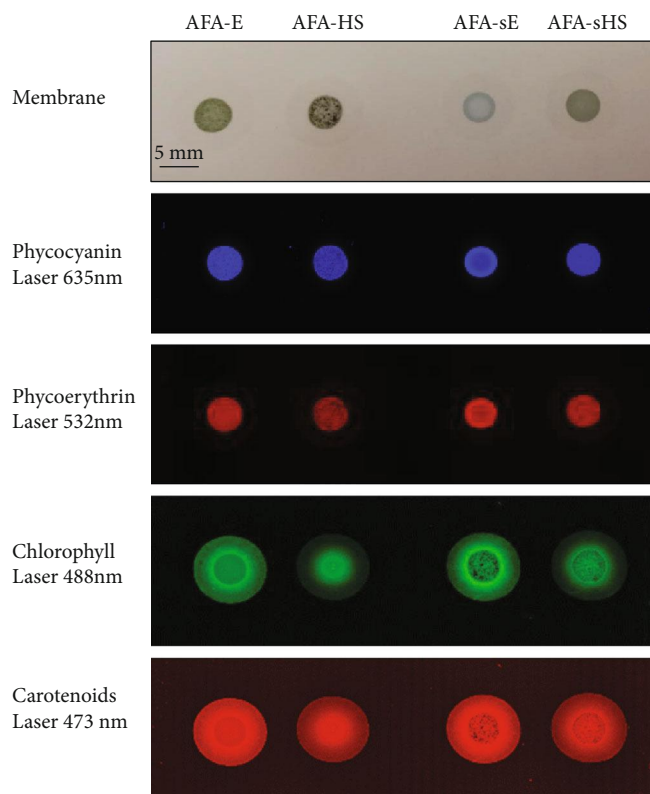 AFA-E AFA-HS AFA-sE AFA-sHS
Membrane
5 mm
Phycocyanin
Laser 635nm
Phycoerythrin
Laser 532nm
Chlorophyll
Laser 488nm
Carotenoids
Laser 473 nm